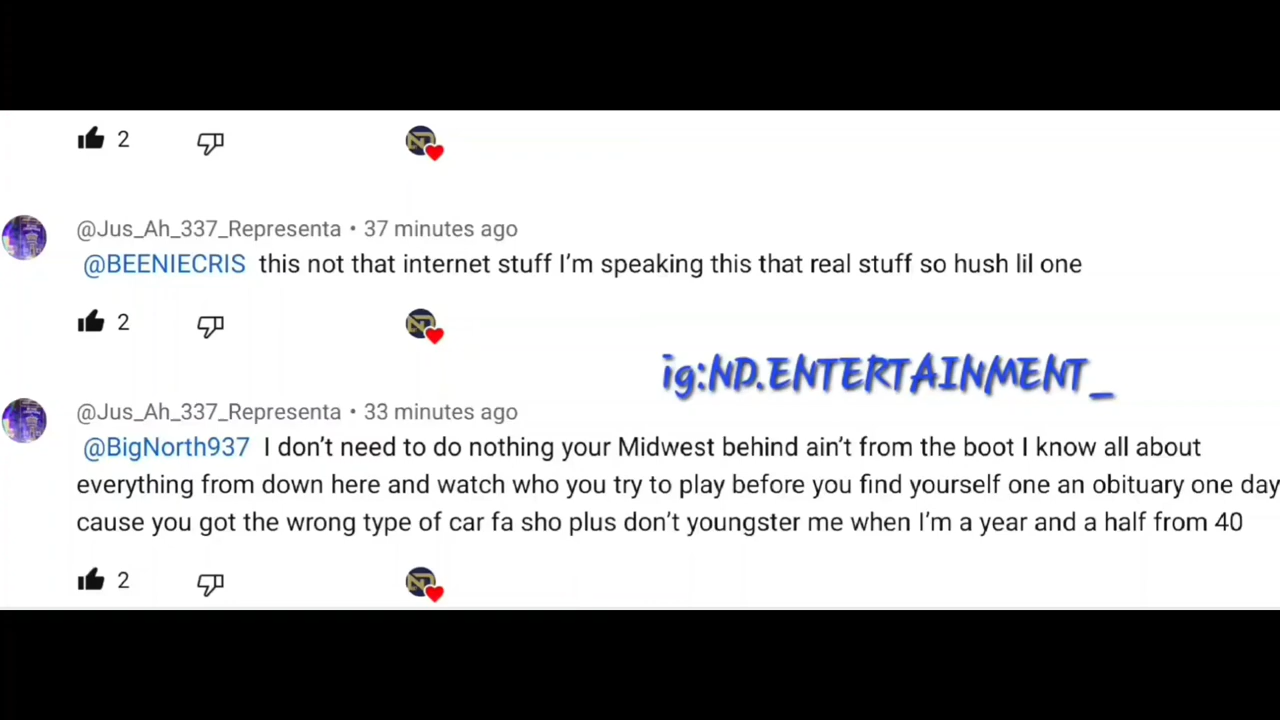 2
@Jus_Ah_337_Representa • 37 minutes ago
@BEENIECRIS this not that internet stuff I'm speaking this that real stuff so hush lil one
2
ig:ND.ENTERTAINMENT_
@Jus_Ah_337_Representa • 33 minutes ago
@BigNorth937 I don't need to do nothing your Midwest behind ain't from the boot I know all about
everything from down here and watch who you try to play before you find yourself one an obituary one day
cause you got the wrong type of car fa sho plus don't youngster me when I'm a year and a half from 40
2